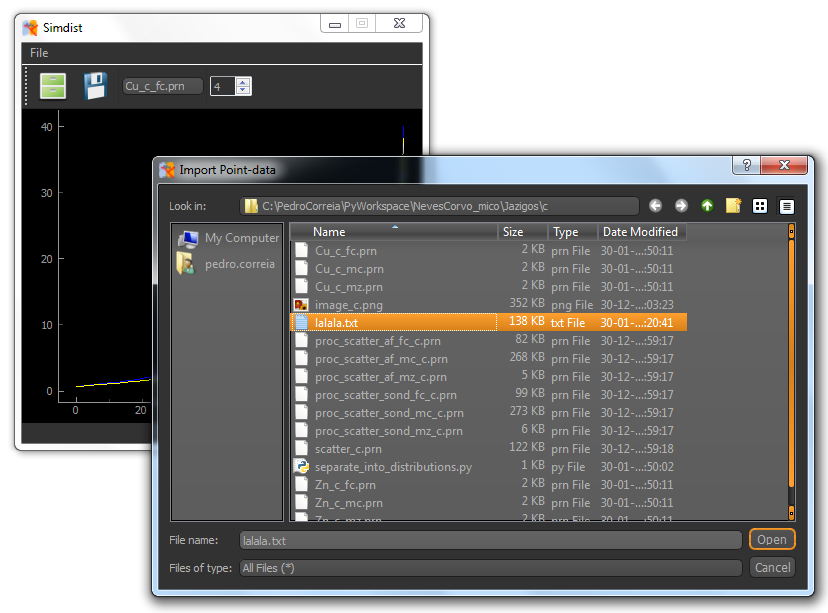 Simdist
File
Cu_c_fc.prn 4
40
30
20
10
0
0 20
Import Point-data
Look in: C:\PedroCorreia\PyWorkspace\NevesCorvo_mico\Jazigos\c
My Computer
pedro.correia
Name Size Type Date Modified
Cu_c_fc.prn 2 KB prn File 30-01-...:50:11
Cu_c_mc.prn 2 KB prn File 30-01-...:50:11
Cu_c_mz.prn 2 KB prn File 30-01-...:50:11
image_c.png 352 KB png File 30-12-...:03:23
lalala.txt 138 KB txt File 30-01-...:20:41
proc_scatter_af_fc_c.prn 82 KB prn File 30-12-...:59:17
proc_scatter_af_mc_c.prn 268 KB prn File 30-12-...:59:17
proc_scatter_af_mz_c.prn 5 KB prn File 30-12-...:59:17
proc_scatter_sond_fc_c.prn 99 KB prn File 30-12-...:59:17
proc_scatter_sond_mc_c.prn 273 KB prn File 30-12-...:59:17
proc_scatter_sond_mz_c.prn 6 KB prn File 30-12-...:59:17
scatter_c.prn 122 KB prn File 30-12-...:59:18
separate_into_distributions.py 1 KB py File 30-01-...:50:02
Zn_c_fc.prn 2 KB prn File 30-01-...:50:11
Zn_c_mc.prn 2 KB prn File 30-01-...:50:11
Zn_c_mz.prn 2 KB prn File 30-01-...:50:11
File name: lalala.txt Open
Files of type: All Files (*) Cancel